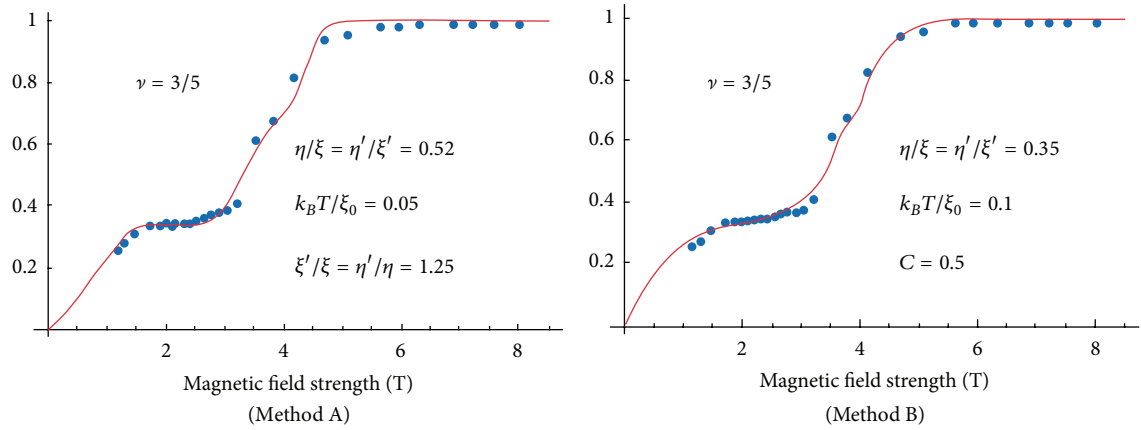 1
0.8
0.6
0.4
0.2
2
4
6
8
ν = 3/5
η/ξ = η′/ξ′ = 0.52
k_BT/ξ_0 = 0.05
ξ′/ξ = η′/η = 1.25
Magnetic field strength (T)
(Method A)
1
0.8
0.6
0.4
0.2
2
4
6
8
ν = 3/5
η/ξ = η′/ξ′ = 0.35
k_BT/ξ_0 = 0.1
C = 0.5
Magnetic field strength (T)
(Method B)